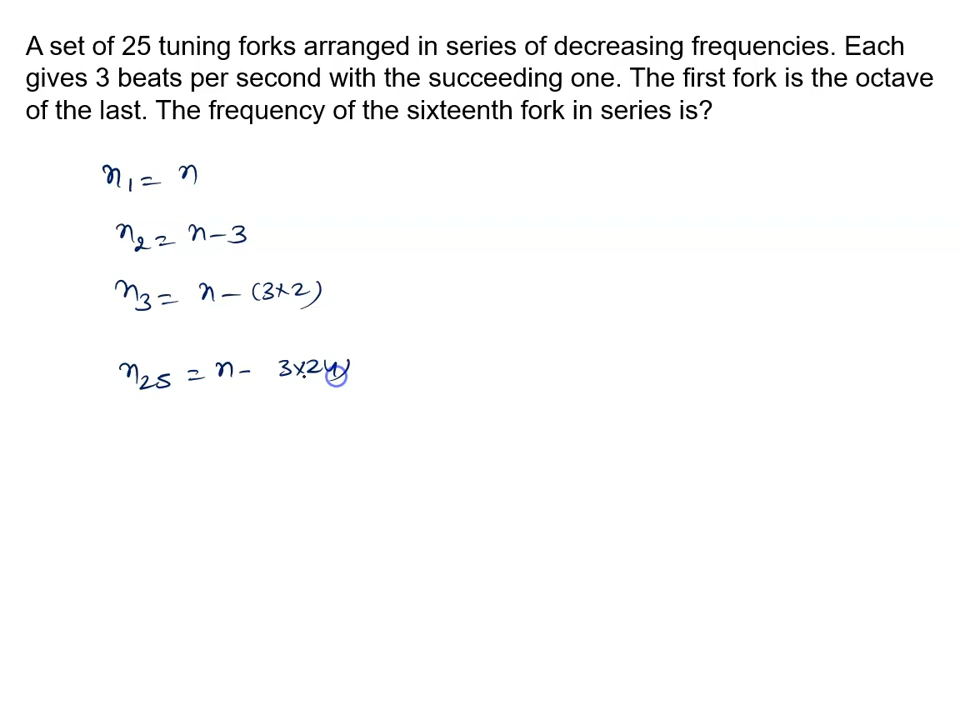 A set of 25 tuning forks arranged in series of decreasing frequencies. Each
gives 3 beats per second with the succeeding one. The first fork is the octave
of the last. The frequency of the sixteenth fork in series is?
n₁ = n
n₂ = n - 3
n₃ = n - (3×2)
n₂₅ = n - 3×24